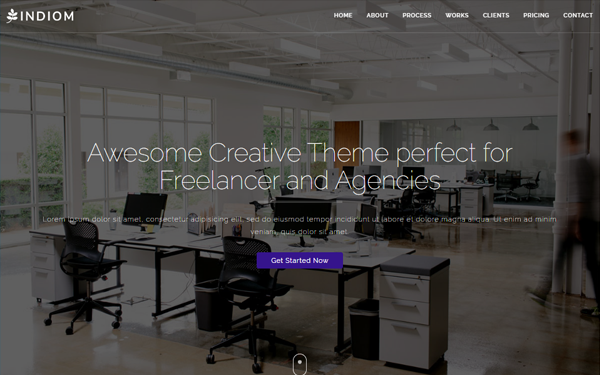 INDIOM
HOME ABOUT PROCESS WORKS CLIENTS PRICING CONTACT
Awesome Creative Theme perfect for
Freelancer and Agencies
Lorem ipsum dolor sit amet, consectetur adipisicing elit, sed do eiusmod tempor incididunt ut labore et dolore magna aliqua. Ut enim ad minim
veniam, quis dolor sit amet.
Get Started Now